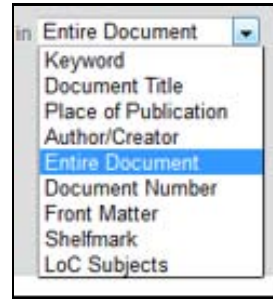 in Entire Document
Keyword
Document Title
Place of Publication
Author/Creator
Entire Document
Document Number
Front Matter
Shelfmark
LoC Subjects